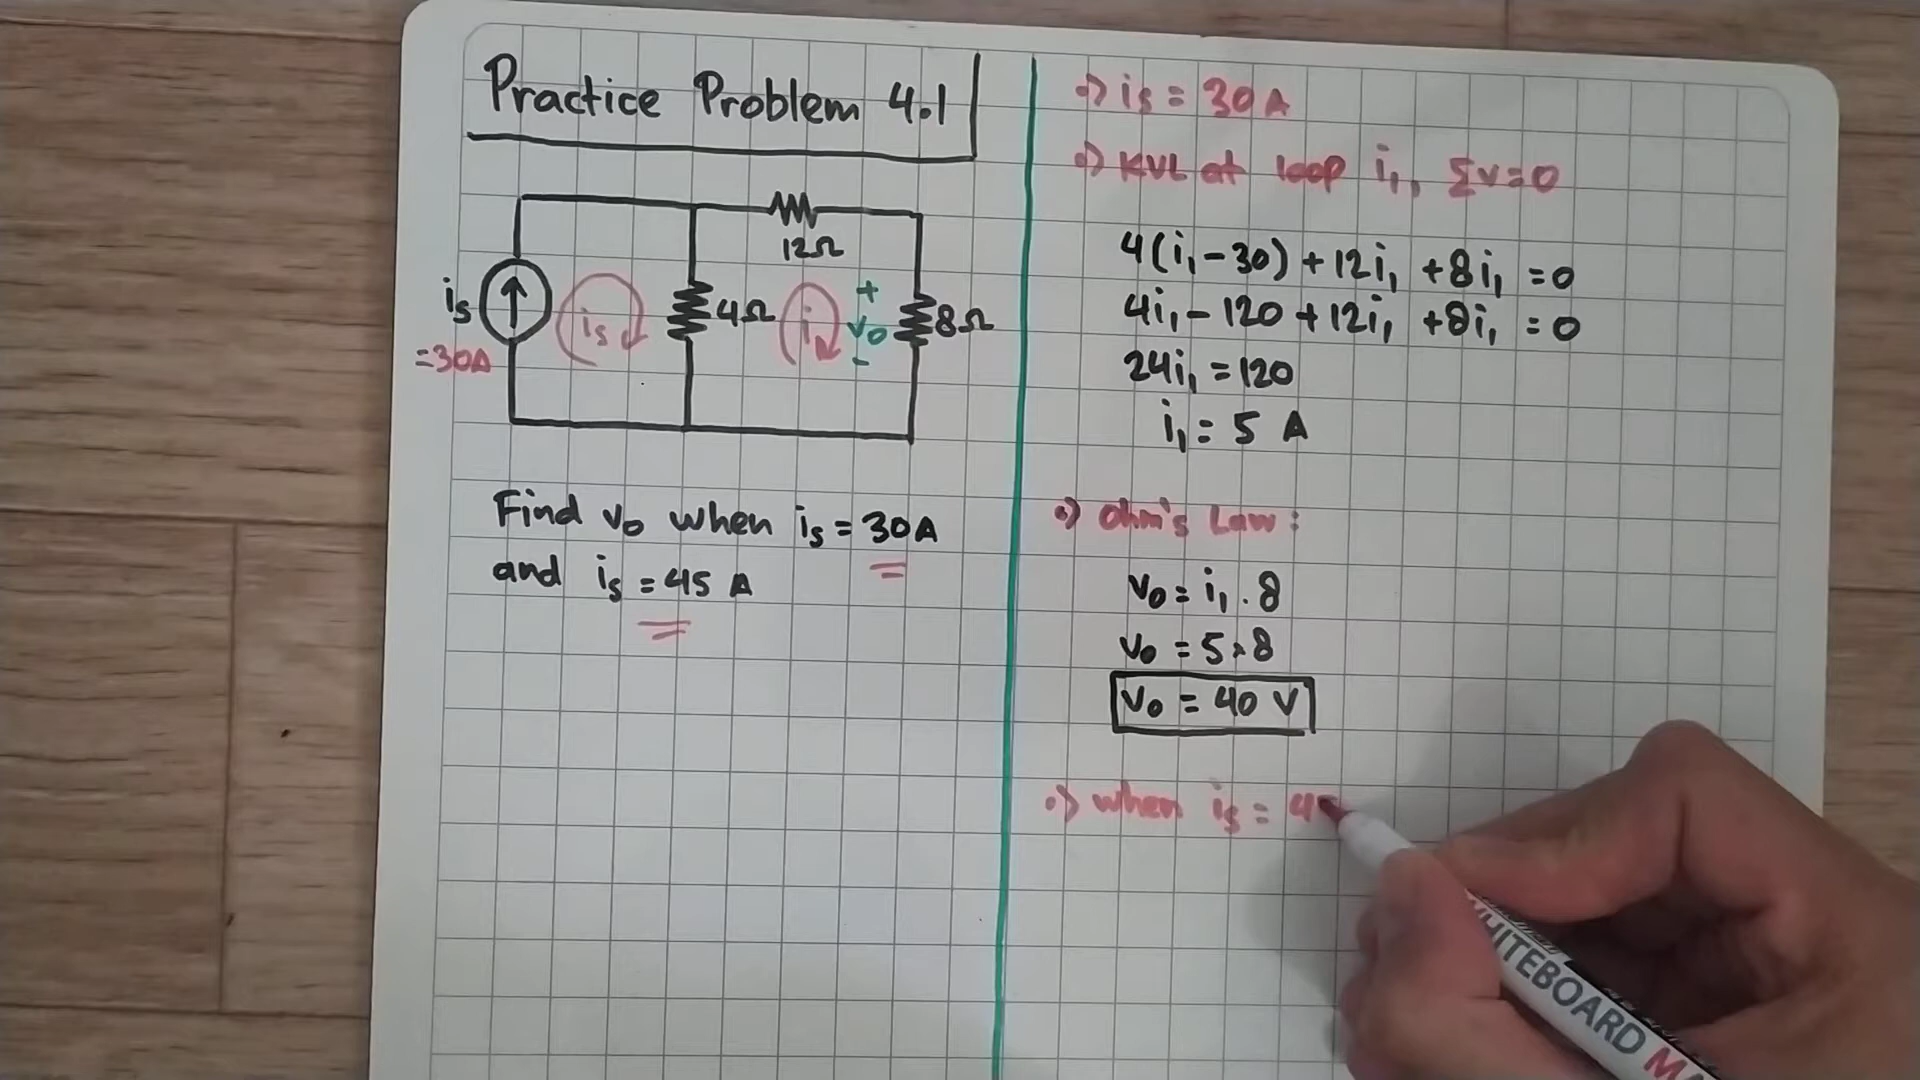 Practice Problem 4.1
12Ω
is
=30A
is
4Ω
i
+
vo
-
8Ω
Find vo when is = 30A
and is = 45 A
•) is = 30 A
•) KVL at loop i₁, Σv=0
4(i₁ - 30) + 12i₁ + 8i₁ = 0
4i₁ - 120 + 12i₁ + 8i₁ = 0
24i₁ = 120
i₁ = 5 A
•) Ohm's Law:
vo = i₁ . 8
vo = 5 × 8
vo = 40 V
•) when is = 45
WHITEBOARD